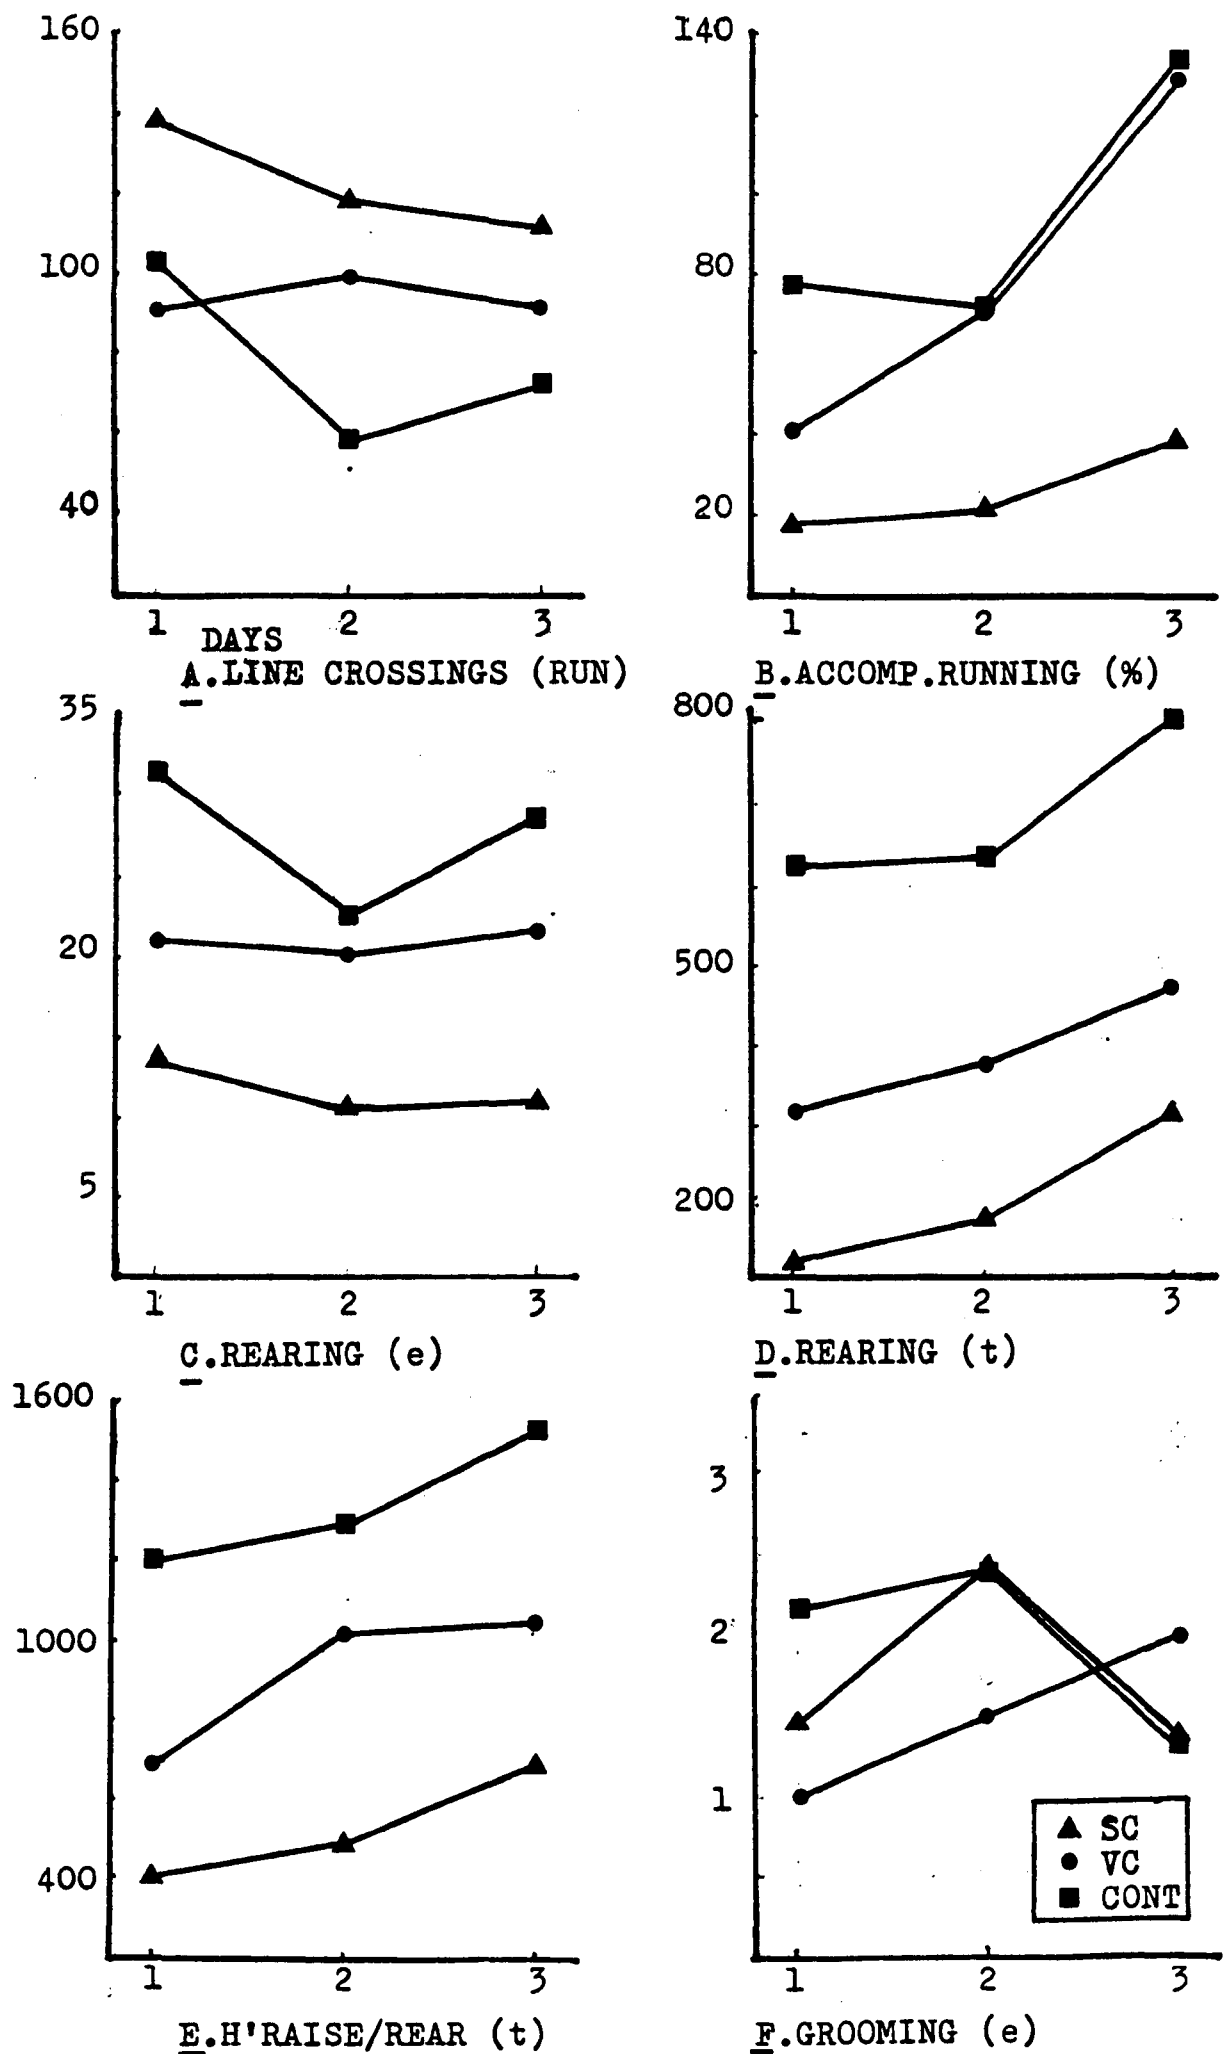 160
100
40
1 2 3
DAYS
A.LINE CROSSINGS (RUN)
140
80
20
1 2 3
B.ACCOMP.RUNNING (%)
35
20
5
1 2 3
C.REARING (e)
800
500
200
1 2 3
D.REARING (t)
1600
1000
400
1 2 3
E.H'RAISE/REAR (t)
3
2
1
SC
VC
CONT
1 2 3
F.GROOMING (e)